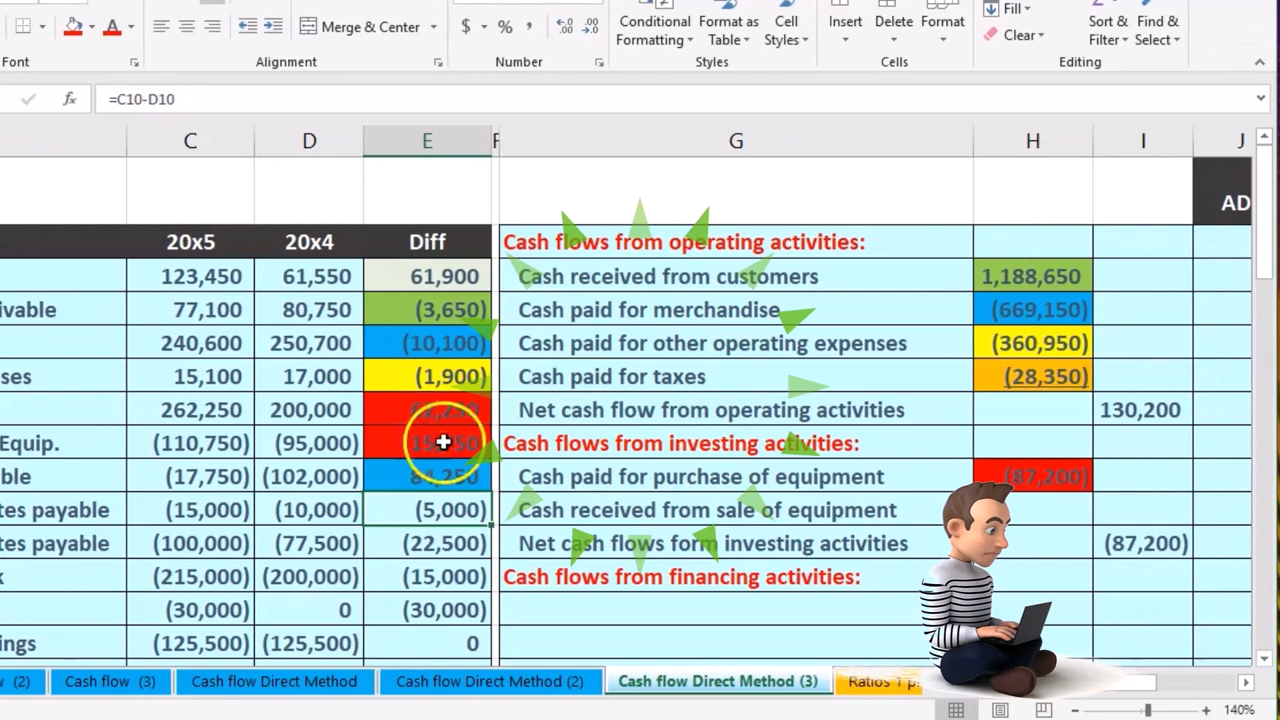 Merge & Center
$ % ,
Conditional Formatting
Format as Table
Cell Styles
Insert
Delete
Format
Fill
Clear
Sort & Filter
Find & Select
Font
Alignment
Number
Styles
Cells
Editing
fx =C10-D10
C D E F G H I J
AD
20x5 20x4 Diff Cash flows from operating activities:
123,450 61,550 61,900 Cash received from customers 1,188,650
ivable 77,100 80,750 (3,650) Cash paid for merchandise (669,150)
240,600 250,700 (10,100) Cash paid for other operating expenses (360,950)
ses 15,100 17,000 (1,900) Cash paid for taxes (28,350)
262,250 200,000 62,250 Net cash flow from operating activities 130,200
Equip. (110,750) (95,000) Cash flows from investing activities:
ble (17,750) (102,000) 84,250 Cash paid for purchase of equipment (87,200)
tes payable (15,000) (10,000) (5,000) Cash received from sale of equipment
tes payable (100,000) (77,500) (22,500) Net cash flows form investing activities (87,200)
k (215,000) (200,000) (15,000) Cash flows from financing activities:
(30,000) 0 (30,000)
ings (125,500) (125,500) 0
(2) Cash flow (3) Cash flow Direct Method Cash flow Direct Method (2) Cash flow Direct Method (3) Ratios 1 p
140%